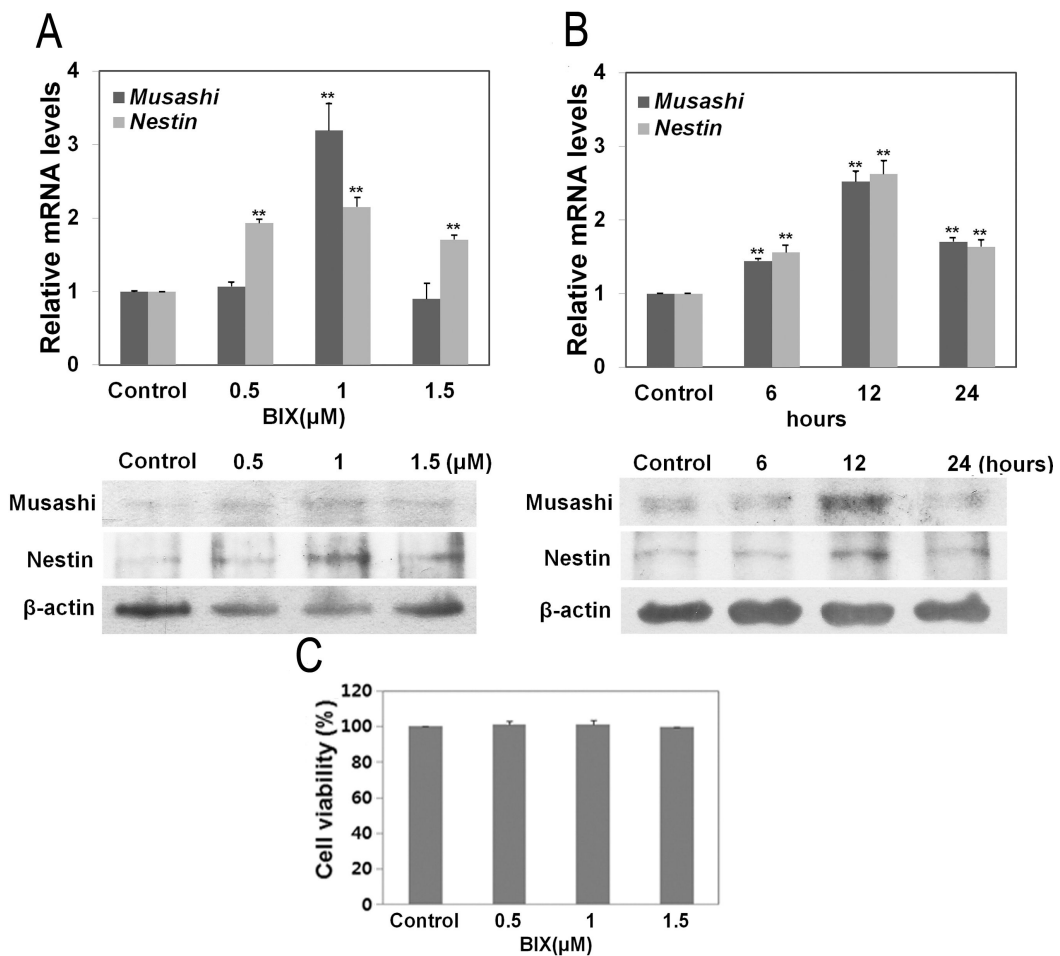 A
Relative mRNA levels
4
3
2
1
0
Musashi
Nestin
**
**
**
**
Control 0.5 1 1.5
BIX(µM)
Control 0.5 1 1.5 (µM)
Musashi
Nestin
β-actin
B
Relative mRNA levels
4
3
2
1
0
Musashi
Nestin
** **
** **
** **
Control 6 12 24
hours
Control 6 12 24 (hours)
Musashi
Nestin
β-actin
C
Cell viability (%)
120
100
80
60
40
20
0
Control 0.5 1 1.5
BIX(µM)